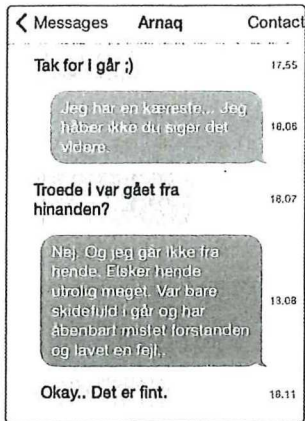 Messages Arnaq Contact
Tak for i går ;) 17,55
Jeg har en kæreste... Jeg
håber ikke du siger det
videre. 18.05
Troede I var gået fra
hinanden? 18.07
Nej. Og jeg går ikke fra
hende. Elsker hende
utrolig meget. Var bare
skidefuld i går og har 18.08
åbenbart mistet forstanden
og lavet en fejl..
Okay.. Det er fint. 18.11